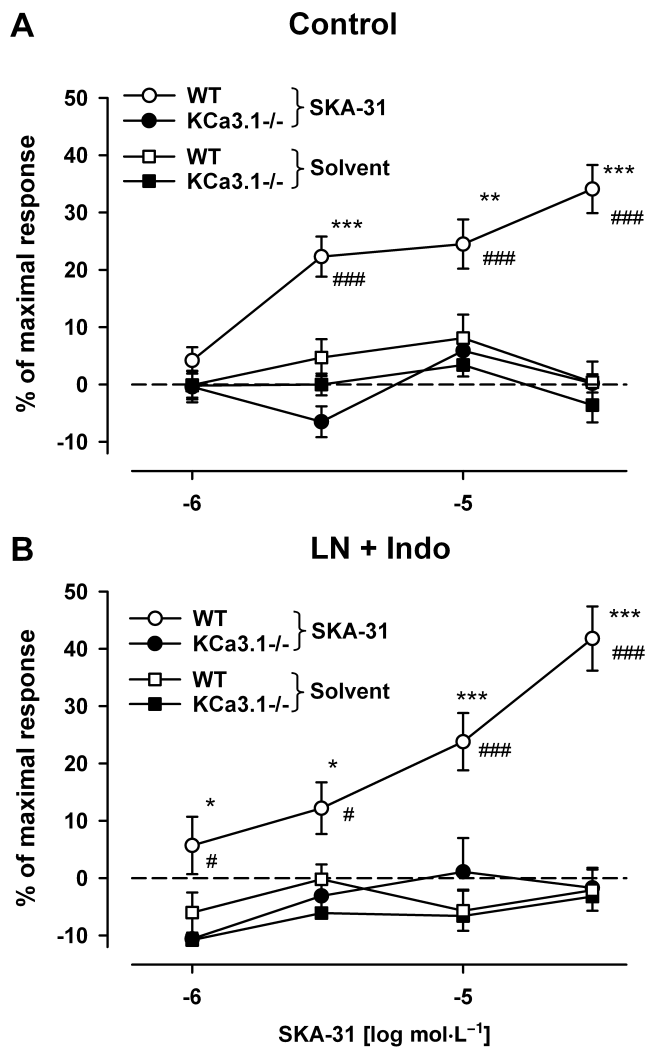 A
Control
% of maximal response
50
40
30
20
10
0
-10
WT
KCa3.1-/-
SKA-31
WT
KCa3.1-/-
Solvent
***
###
**
###
***
###
-6
-5
B
LN + Indo
% of maximal response
50
40
30
20
10
0
-10
WT
KCa3.1-/-
SKA-31
WT
KCa3.1-/-
Solvent
*
#
*
#
***
###
***
###
-6
-5
SKA-31 [log mol·L⁻¹]